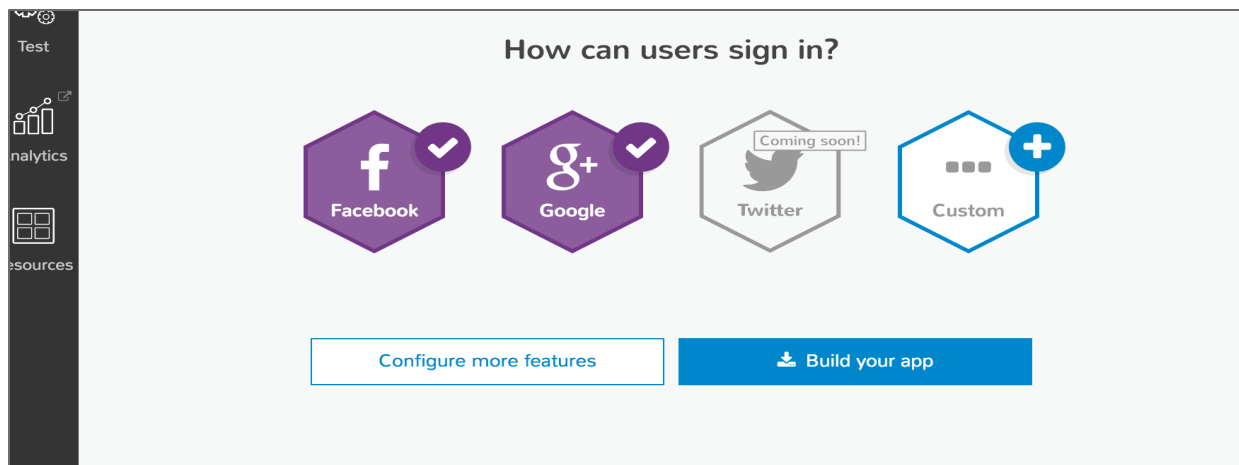 Test
nalytics
esources
How can users sign in?
f
Facebook
g+
Google
Coming soon!
Twitter
Custom
Configure more features
Build your app